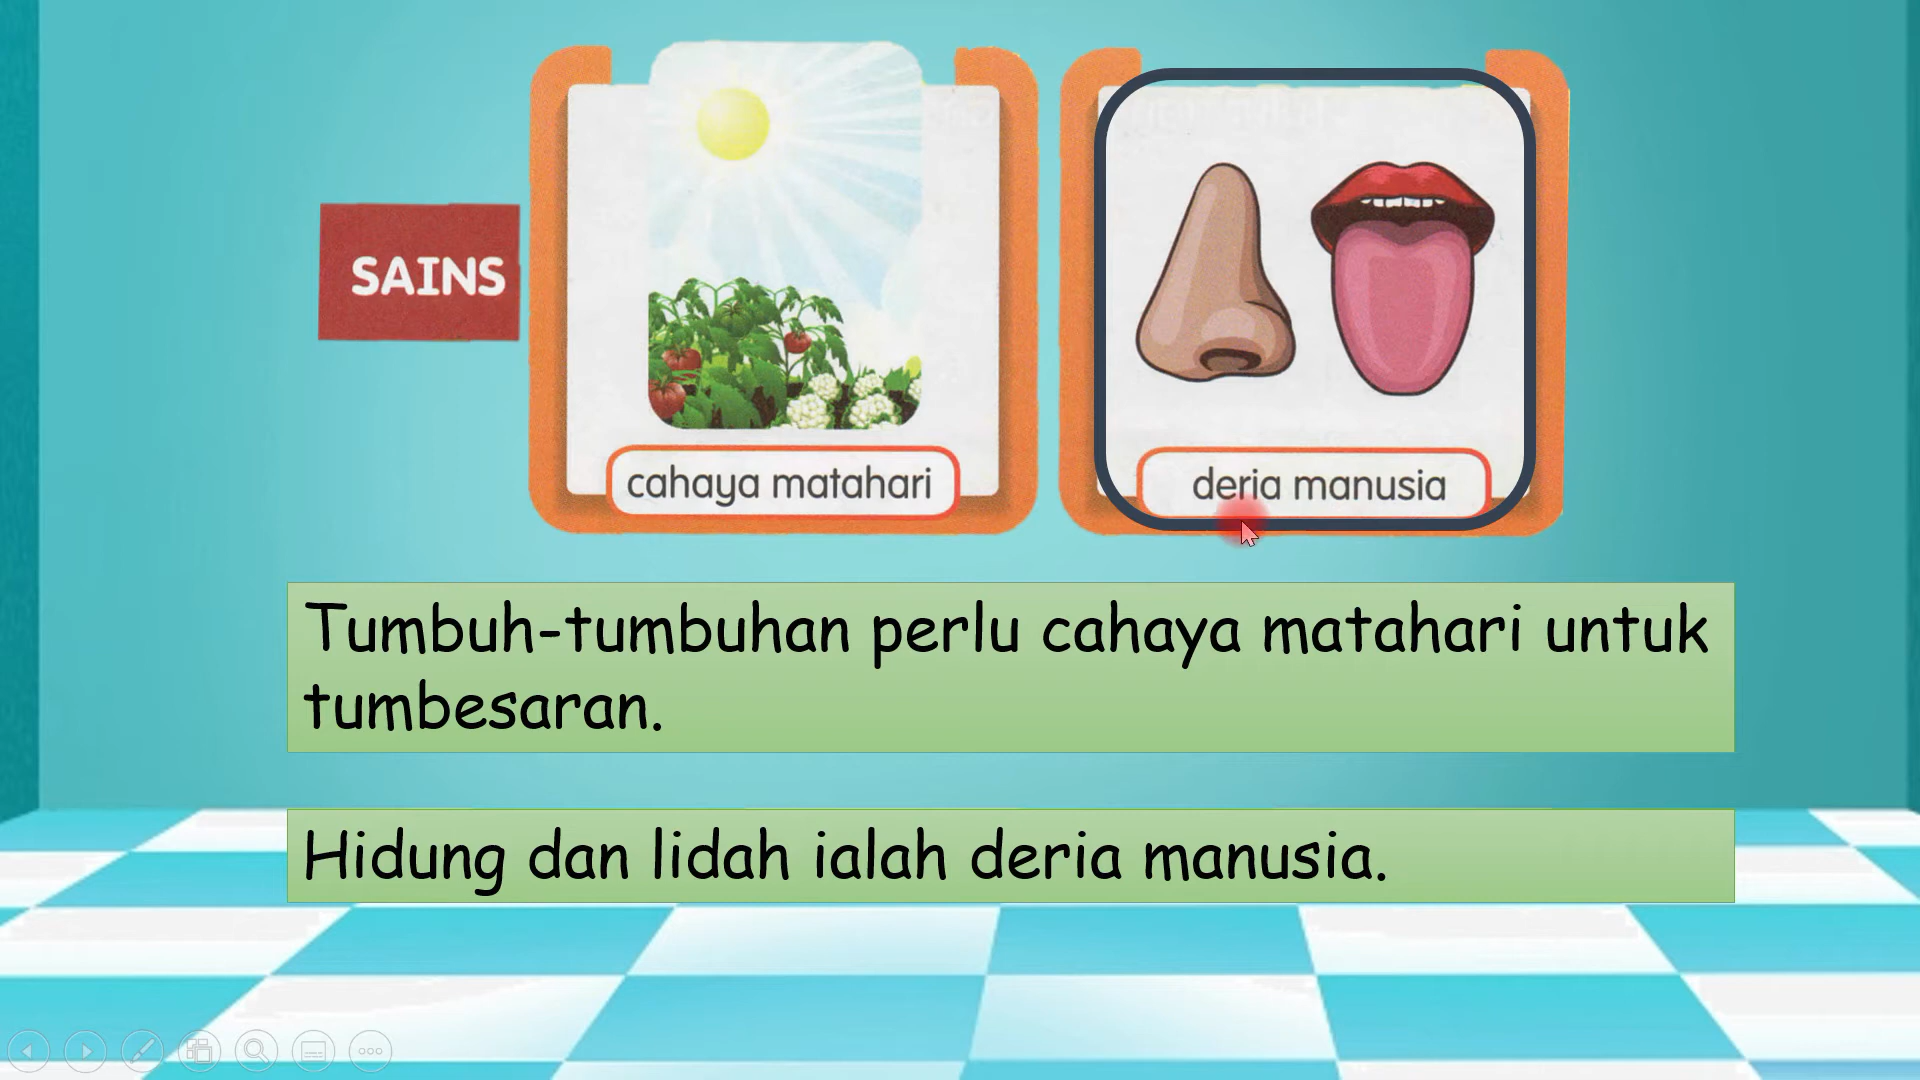 SAINS
cahaya matahari
deria manusia
Tumbuh-tumbuhan perlu cahaya matahari untuk
tumbesaran.
Hidung dan lidah ialah deria manusia.